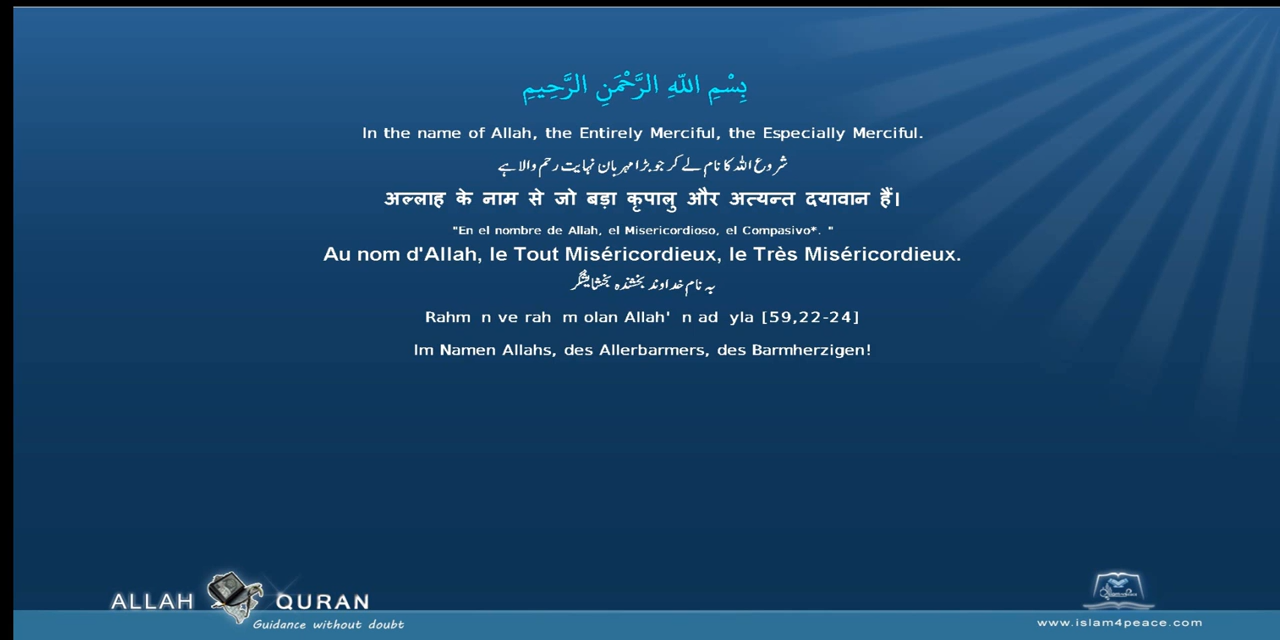 بِسْمِ اللّهِ الرَّحْمَنِ الرَّحِيمِ
In the name of Allah, the Entirely Merciful, the Especially Merciful.
شروع الله کا نام لے کر جو بڑا مہربان نہایت رحم والا ہے
अल्लाह के नाम से जो बड़ा कृपालु और अत्यन्त दयावान हैं।
"En el nombre de Allah, el Misericordioso, el Compasivo*. "
Au nom d'Allah, le Tout Miséricordieux, le Très Miséricordieux.
به نام خداوند بخشنده بخشایشگر
Rahm n ve rah m olan Allah' n ad yla [59,22-24]
Im Namen Allahs, des Allerbarmers, des Barmherzigen!
ALLAH QURAN
Guidance without doubt
www.islam4peace.com